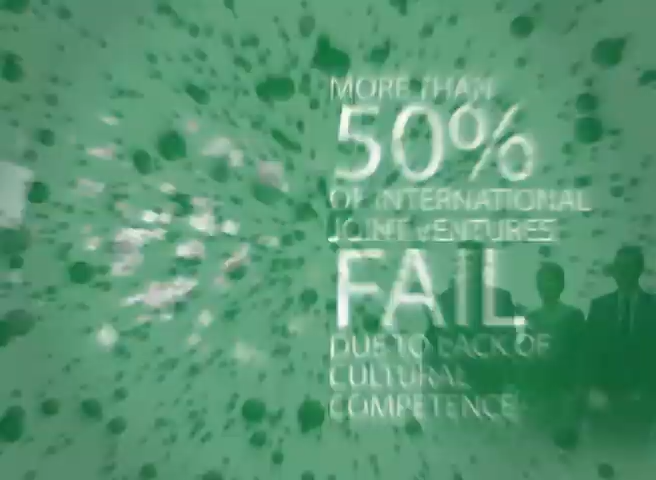 MORE THAN
50%
OF INTERNATIONAL
JOINT VENTURES
FAIL
DUE TO LACK OF
CULTURAL
COMPETENCE